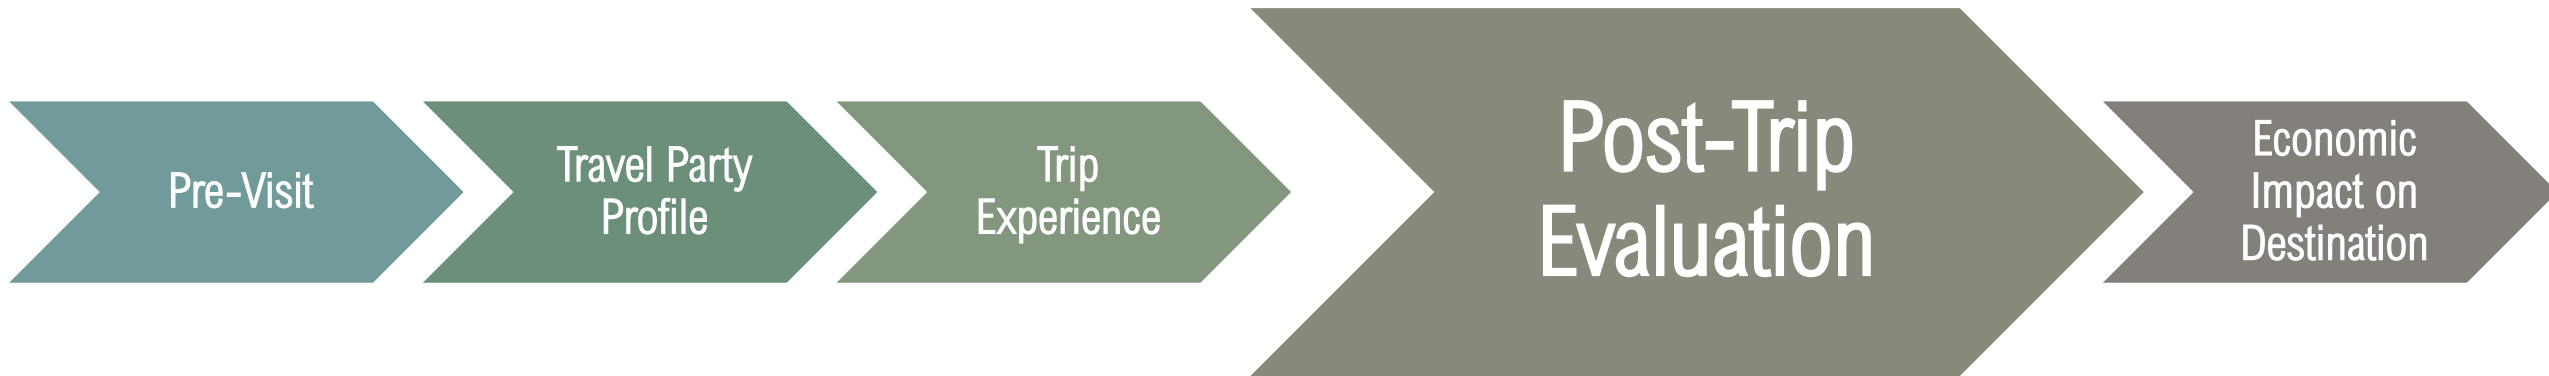 Pre-Visit
Travel Party
Profile
Trip
Experience
Post-Trip
Evaluation
Economic
Impact on
Destination